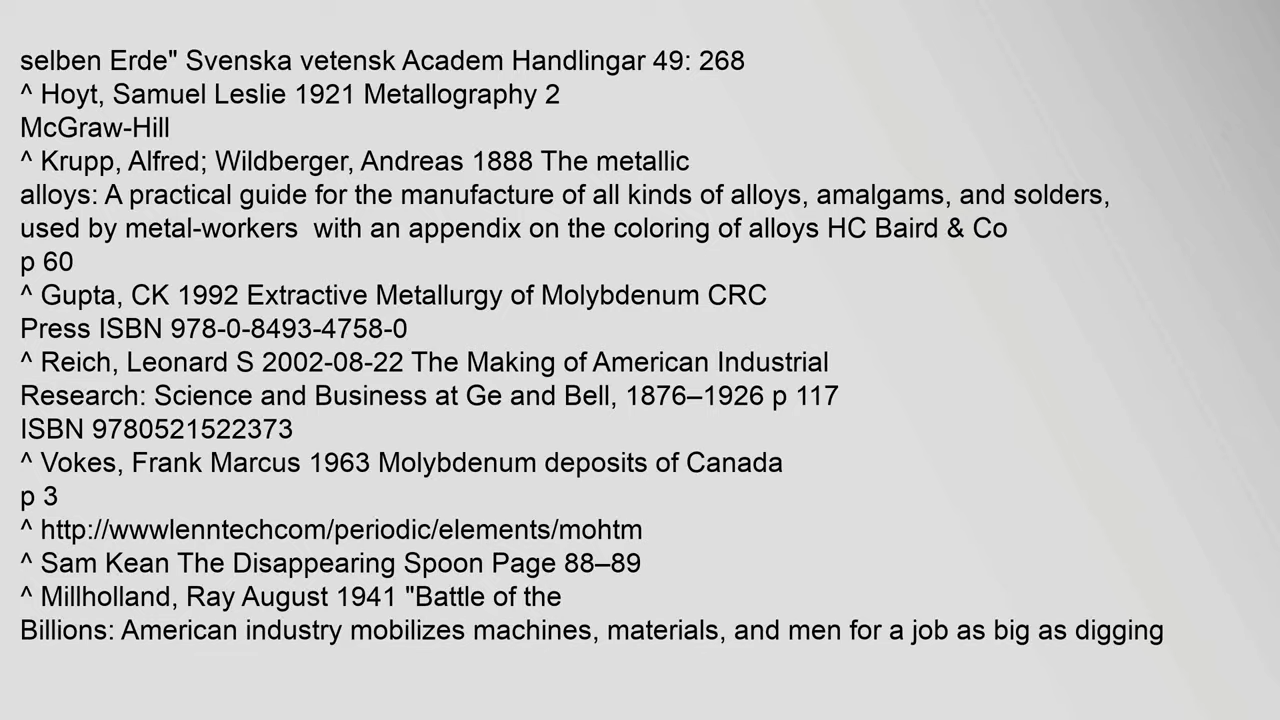 selben Erde" Svenska vetensk Academ Handlingar 49: 268
^ Hoyt, Samuel Leslie 1921 Metallography 2
McGraw-Hill
^ Krupp, Alfred; Wildberger, Andreas 1888 The metallic
alloys: A practical guide for the manufacture of all kinds of alloys, amalgams, and solders,
used by metal-workers  with an appendix on the coloring of alloys HC Baird & Co
p 60
^ Gupta, CK 1992 Extractive Metallurgy of Molybdenum CRC
Press ISBN 978-0-8493-4758-0
^ Reich, Leonard S 2002-08-22 The Making of American Industrial
Research: Science and Business at Ge and Bell, 1876–1926 p 117
ISBN 9780521522373
^ Vokes, Frank Marcus 1963 Molybdenum deposits of Canada
p 3
^ http://wwwlenntechcom/periodic/elements/mohtm
^ Sam Kean The Disappearing Spoon Page 88–89
^ Millholland, Ray August 1941 "Battle of the
Billions: American industry mobilizes machines, materials, and men for a job as big as digging